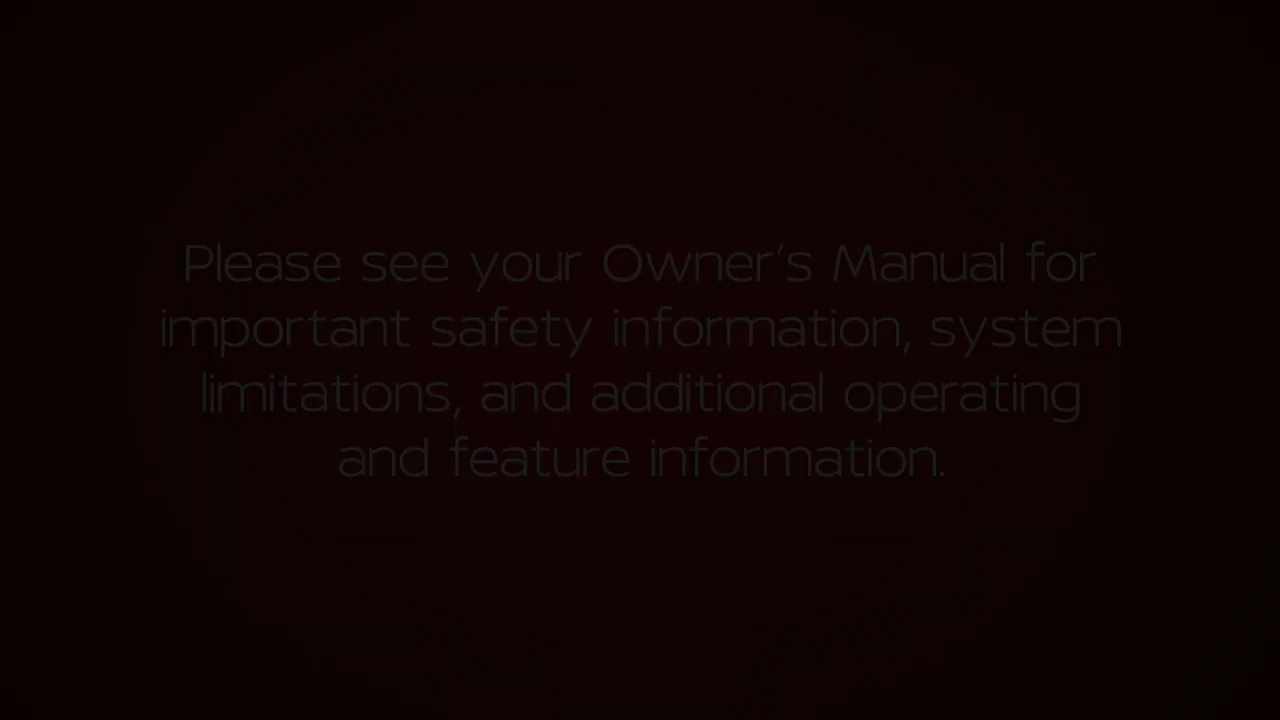 Please see your Owner’s Manual for
important safety information, system
limitations, and additional operating
and feature information.